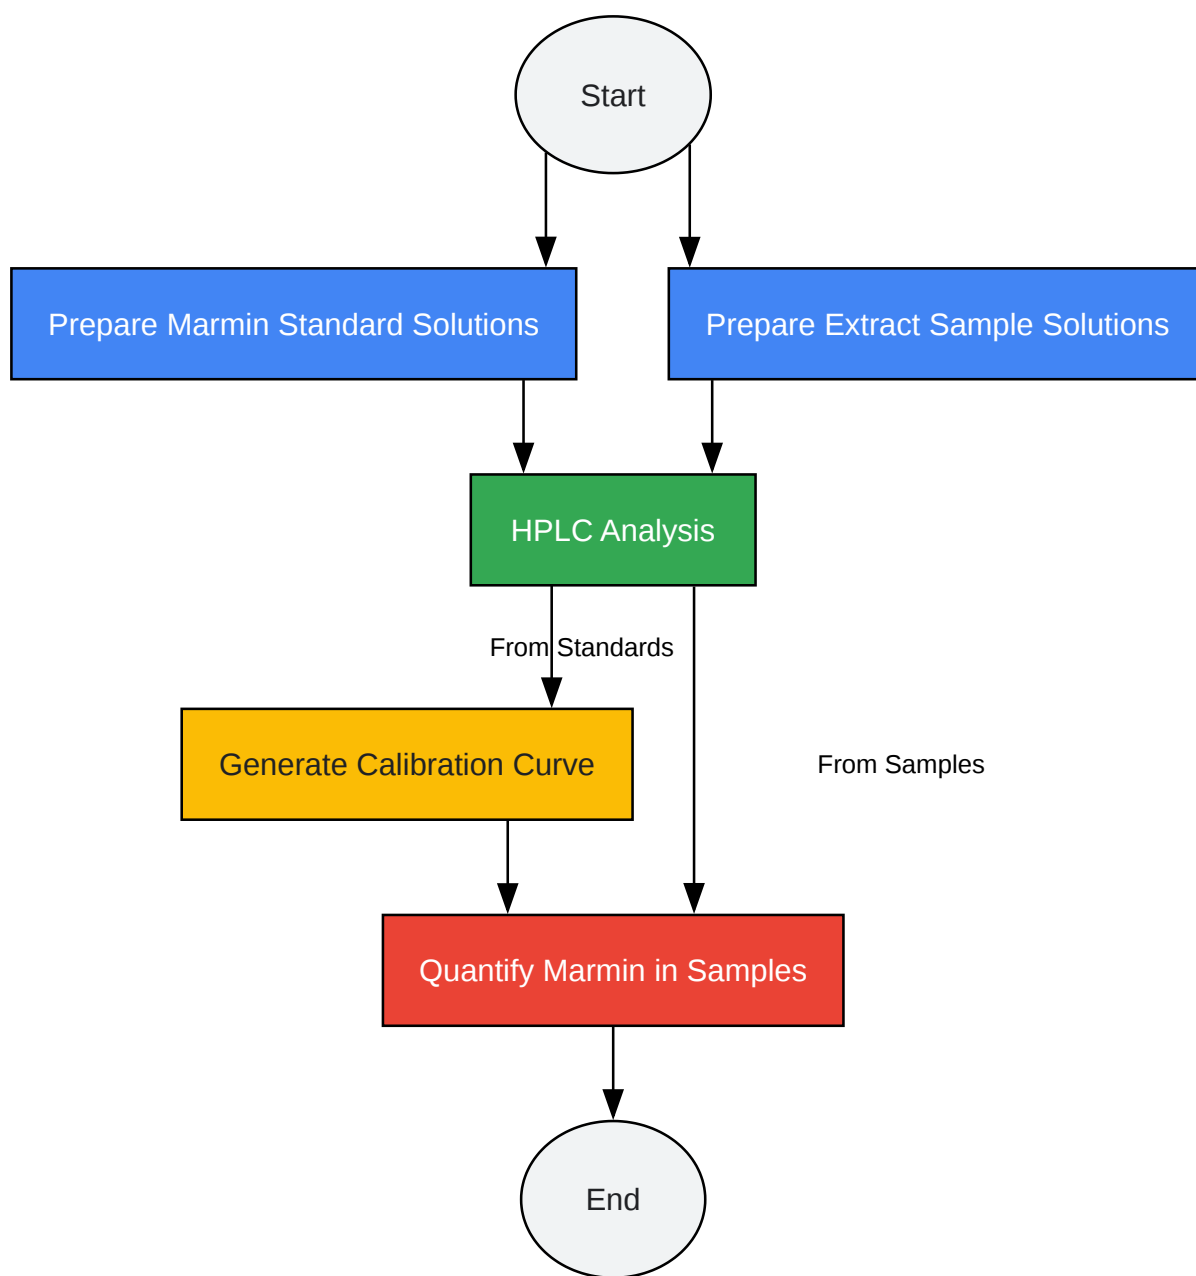 Start
Prepare Marmin Standard Solutions
Prepare Extract Sample Solutions
HPLC Analysis
From Standards
Generate Calibration Curve
From Samples
Quantify Marmin in Samples
End